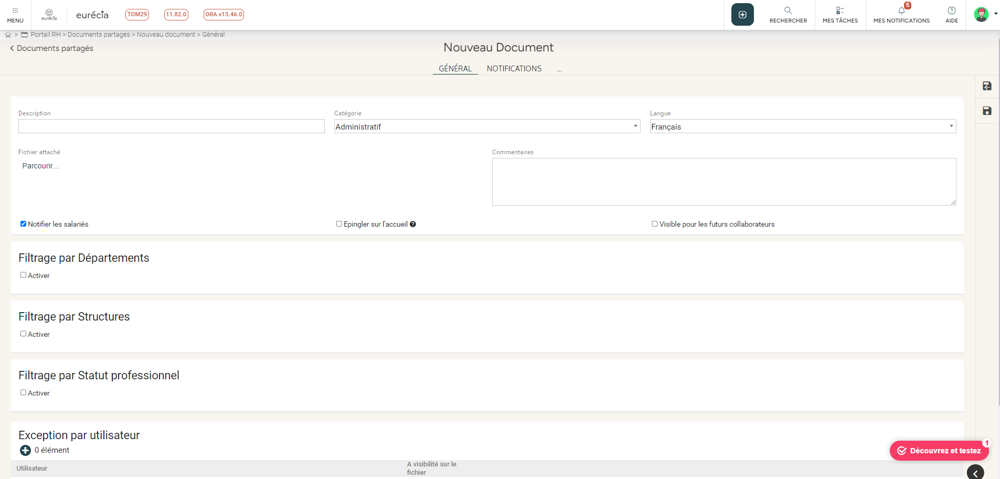 MENU
eurécia
eurécia
TOM29
11.82.0
ORA v13.46.0
RECHERCHER
MES TÂCHES
5
MES NOTIFICATIONS
AIDE
> Portail RH > Documents partagés > Nouveau document > Général
Documents partagés
Nouveau Document
GÉNÉRAL
NOTIFICATIONS
...
Description
Catégorie
Langue
Administratif
Français
Fichier attaché
Commentaires
Parcourir...
Notifier les salariés
Epingler sur l'accueil ?
Visible pour les futurs collaborateurs
Filtrage par Départements
Activer
Filtrage par Structures
Activer
Filtrage par Statut professionnel
Activer
Exception par utilisateur
0 élément
1
Découvrez et testez
Utilisateur
A visibilité sur le
fichier